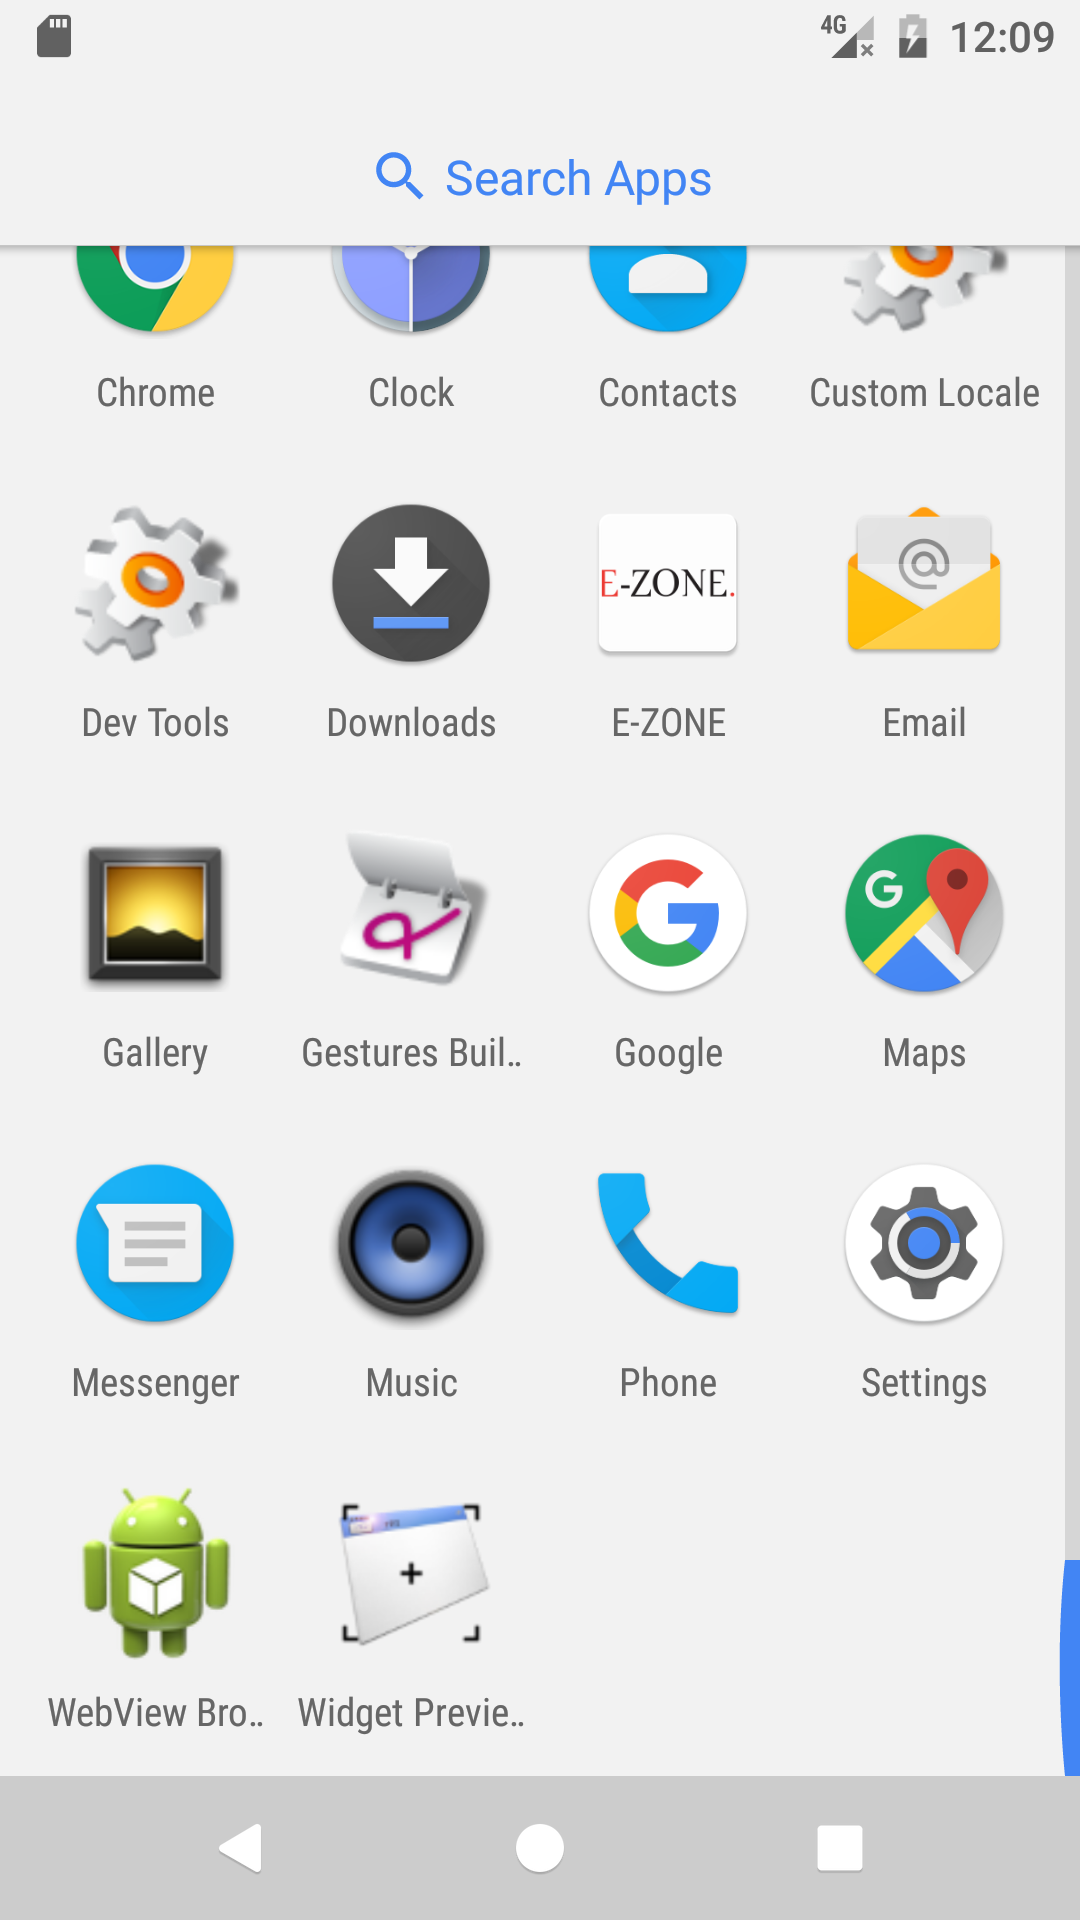 4G 12:09
Search Apps
Chrome Clock Contacts Custom Locale
E-ZONE.
Dev Tools Downloads E-ZONE Email
Gallery Gestures Buil.. Google Maps
Messenger Music Phone Settings
WebView Bro.. Widget Previe..